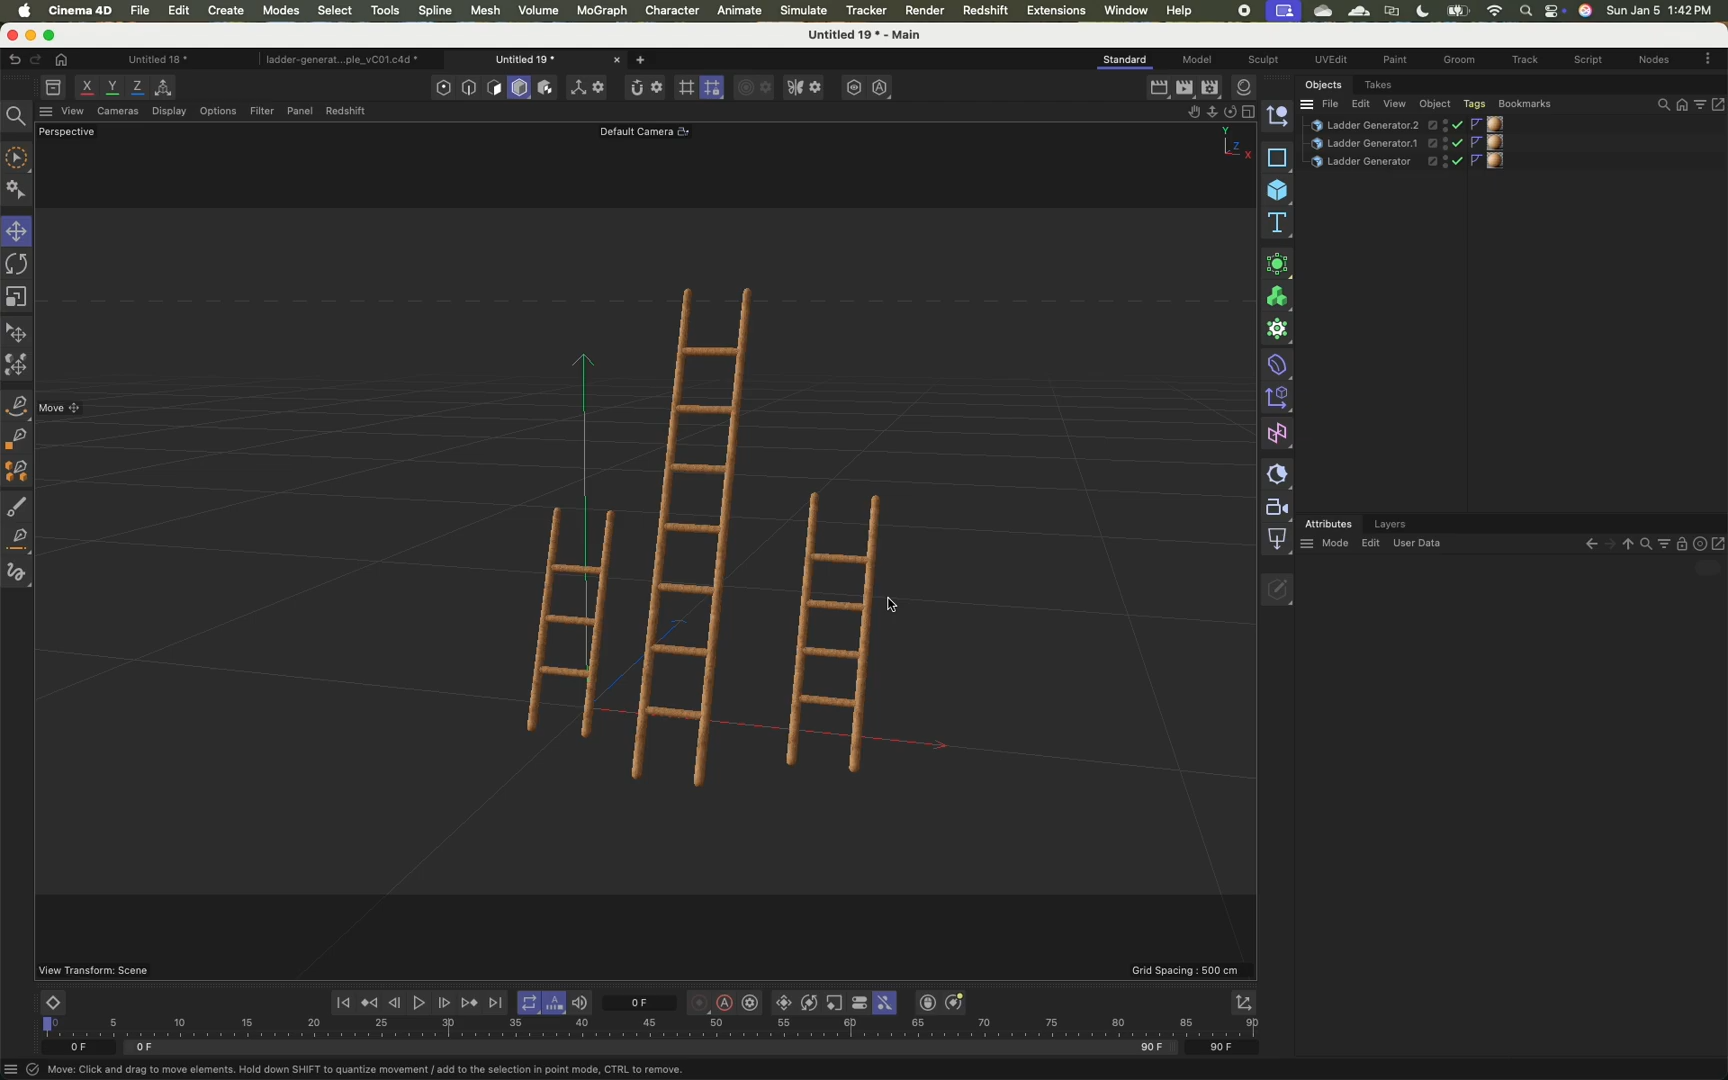 Cinema 4D File Edit Create Modes Select Tools Spline Mesh Volume MoGraph Character Animate Simulate Tracker Render Redshift Extensions Window Help Sun Jan 5 1:42 PM
Untitled 19 * - Main
Untitled 18 * ladder-generat...ple_vC01.c4d * Untitled 19 * Standard Model Sculpt UVEdit Paint Groom Track Script Nodes
X Y Z
Objects Takes
File Edit View Object Tags Bookmarks
View Cameras Display Options Filter Panel Redshift
Perspective Default Camera
Y
Z
X
Ladder Generator.2
Ladder Generator.1
Ladder Generator
Move
Attributes Layers
Mode Edit User Data
View Transform: Scene Grid Spacing : 500 cm
0 F
0 5 10 15 20 25 30 35 40 45 50 55 60 65 70 75 80 85 90
0 F 0 F 90 F 90 F
Move: Click and drag to move elements. Hold down SHIFT to quantize movement / add to the selection in point mode, CTRL to remove.